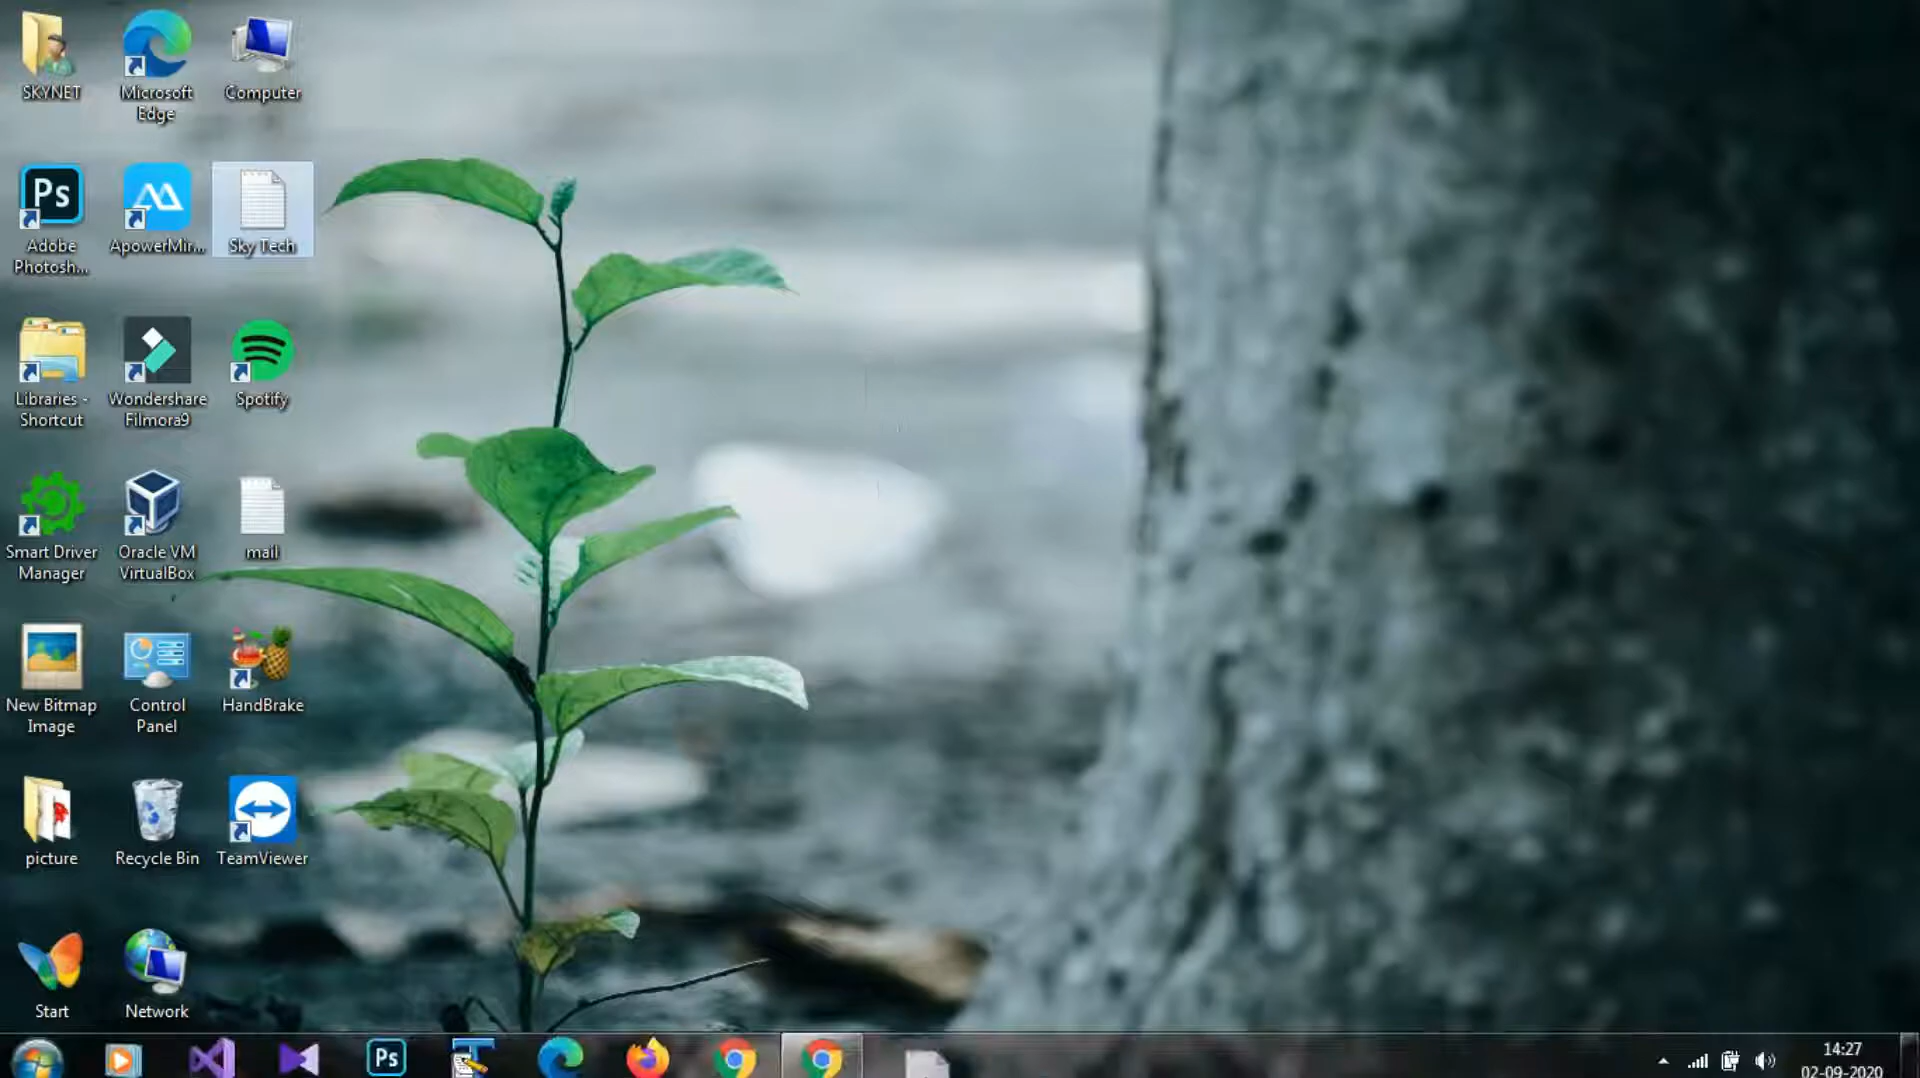 SKYNET
Microsoft
Edge
Computer
Ps
Adobe
Photosh...
ApowerMir...
Sky Tech
Libraries -
Shortcut
Wondershare
Filmora9
Spotify
Smart Driver
Manager
Oracle VM
VirtualBox
mail
New Bitmap
Image
Control
Panel
HandBrake
picture
Recycle Bin
TeamViewer
Start
Network
Ps
14:27
02-09-2020